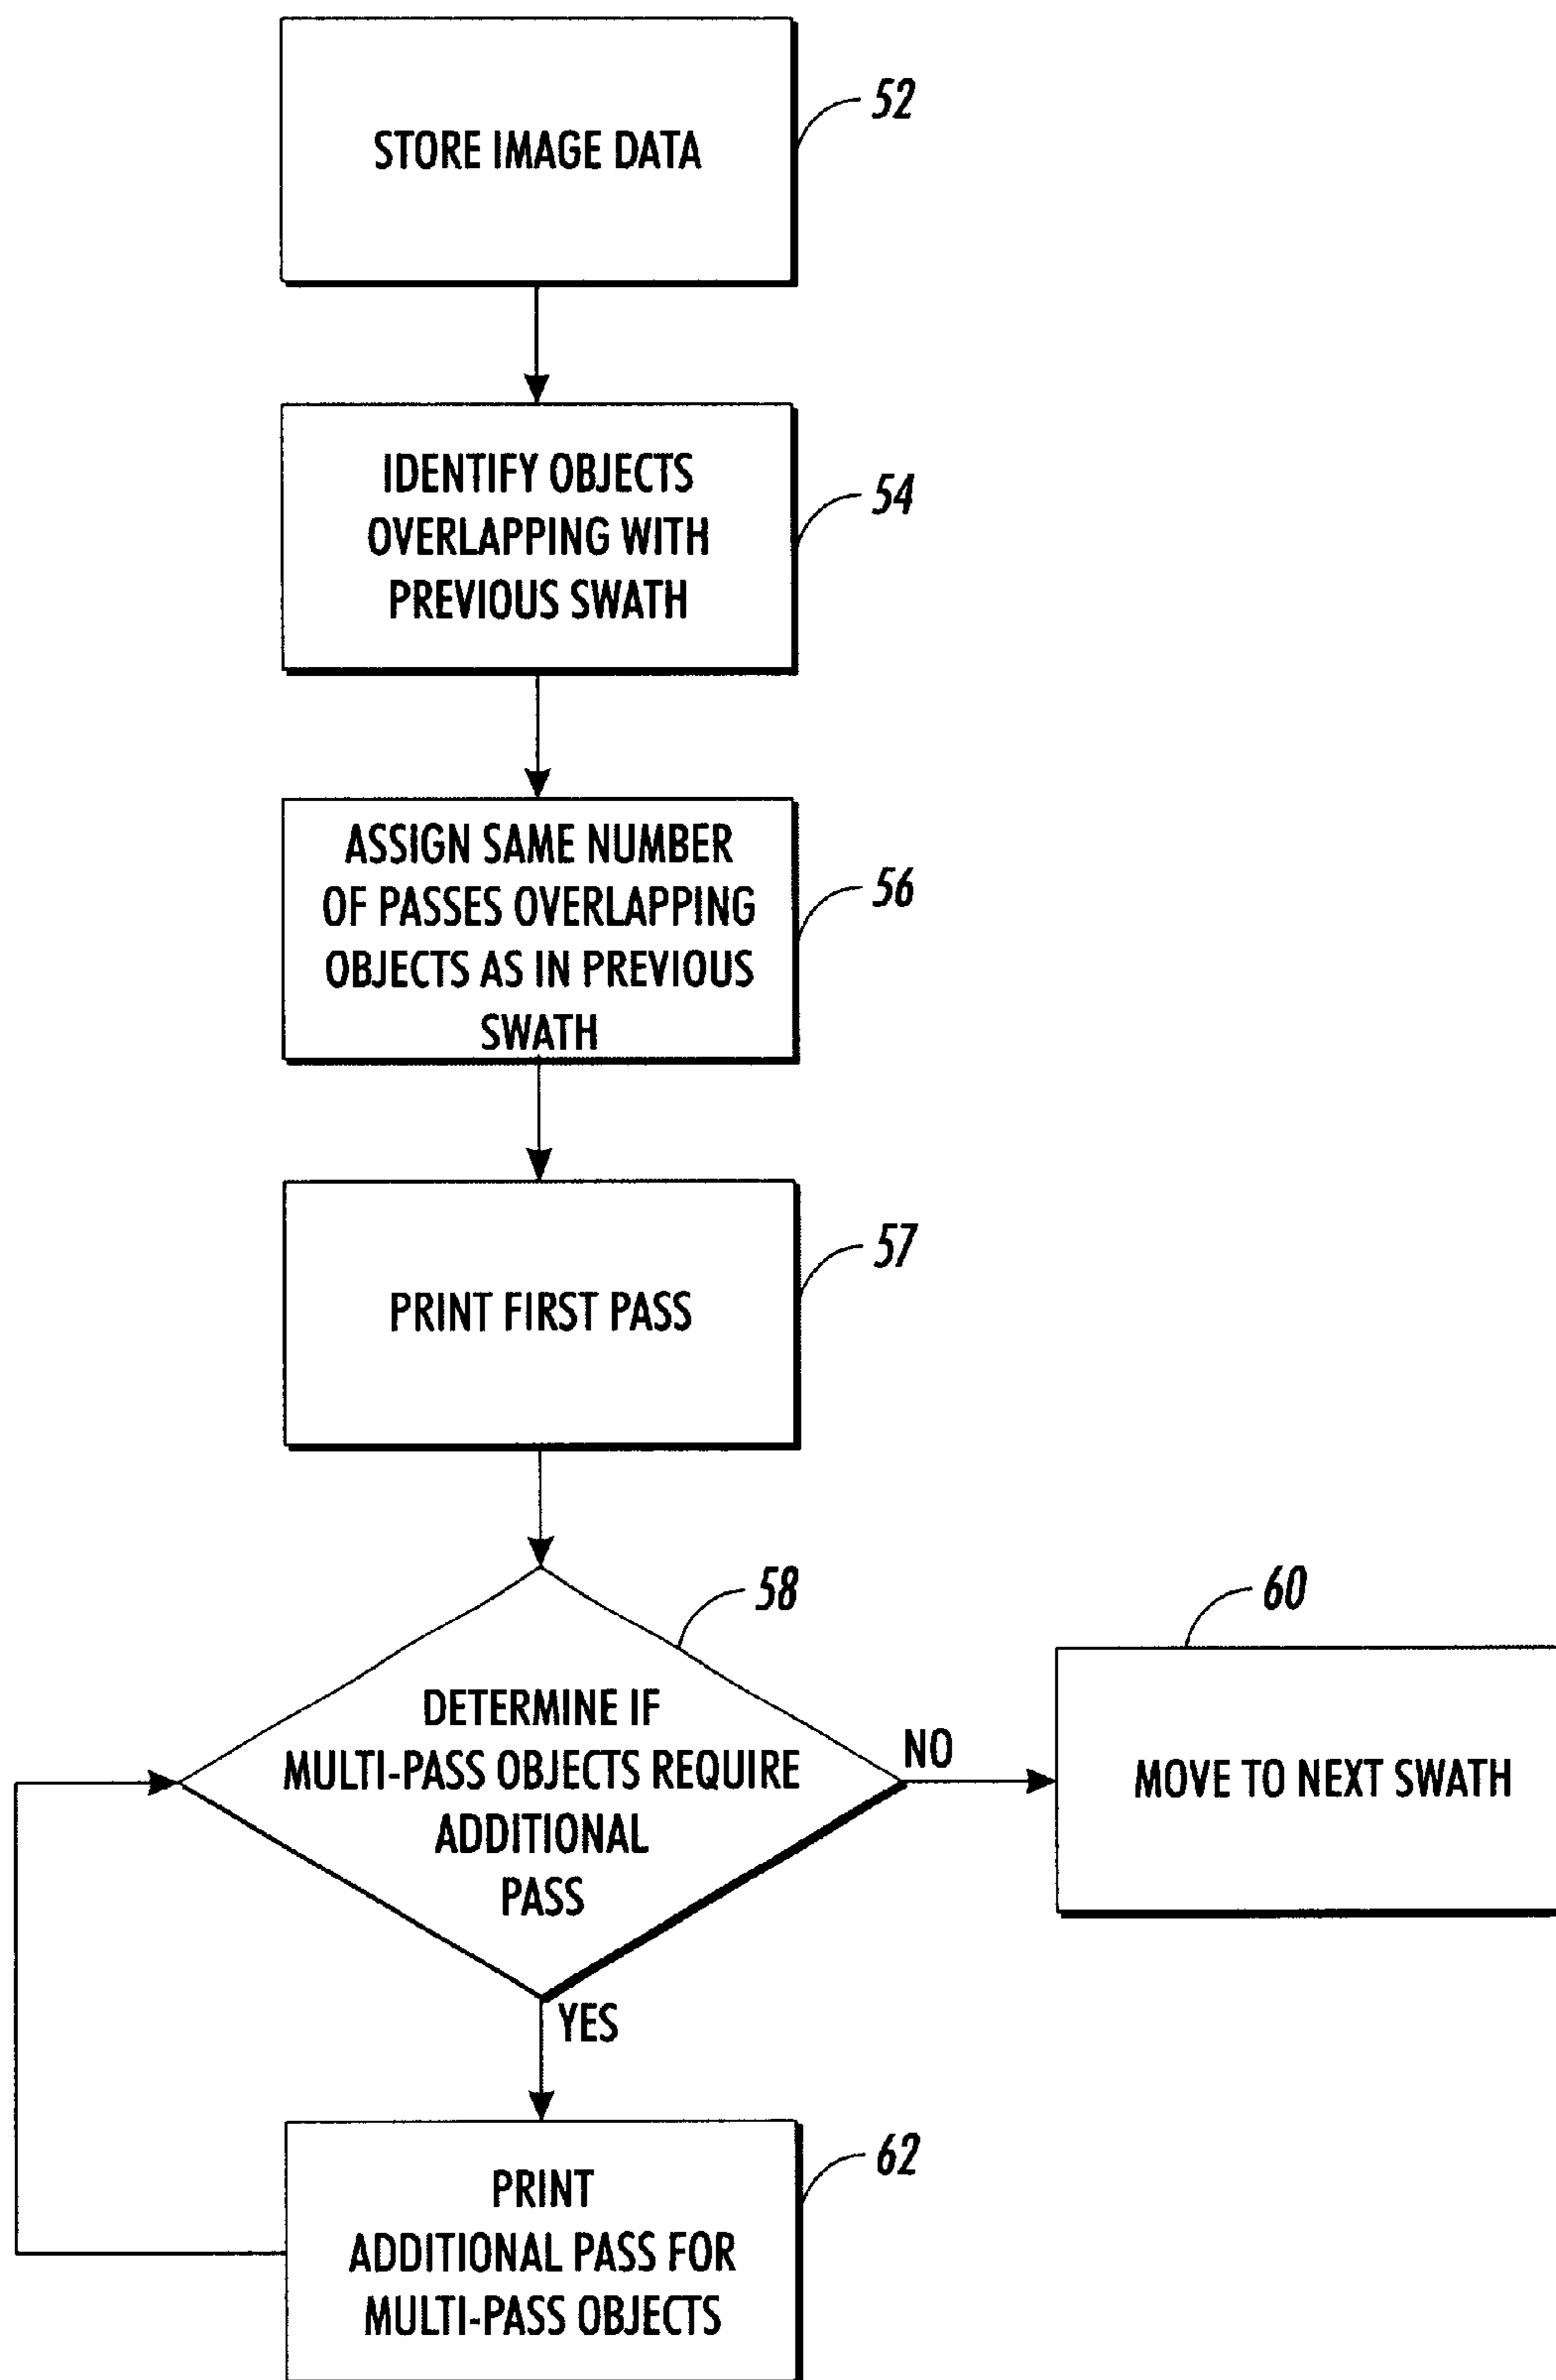 STORE IMAGE DATA
52
IDENTIFY OBJECTS
OVERLAPPING WITH
PREVIOUS SWATH
54
ASSIGN SAME NUMBER
OF PASSES OVERLAPPING
OBJECTS AS IN PREVIOUS
SWATH
56
PRINT FIRST PASS
57
58
DETERMINE IF
MULTI-PASS OBJECTS REQUIRE
ADDITIONAL
PASS
NO
60
MOVE TO NEXT SWATH
YES
PRINT
ADDITIONAL PASS FOR
MULTI-PASS OBJECTS
62